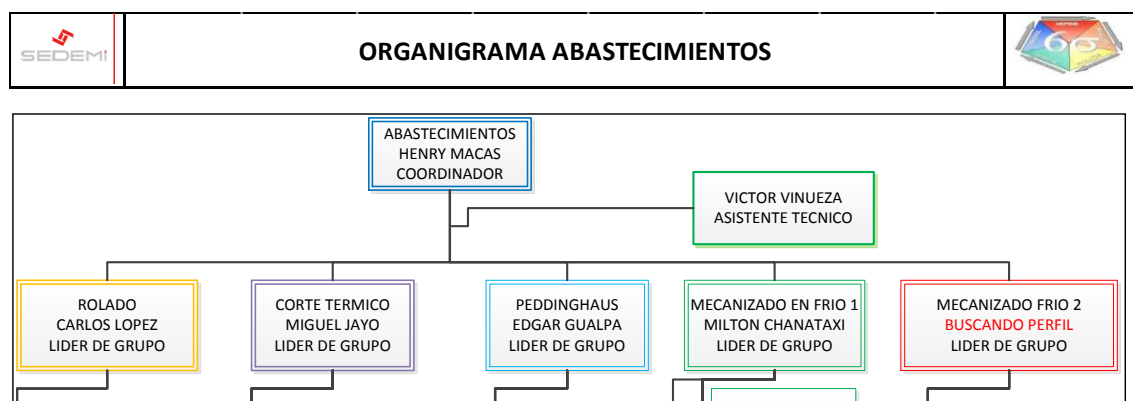 SEDEMI
ORGANIGRAMA ABASTECIMIENTOS
6σ
ABASTECIMIENTOS
HENRY MACAS
COORDINADOR
VICTOR VINUEZA
ASISTENTE TECNICO
ROLADO
CARLOS LOPEZ
LIDER DE GRUPO
CORTE TERMICO
MIGUEL JAYO
LIDER DE GRUPO
PEDDINGHAUS
EDGAR GUALPA
LIDER DE GRUPO
MECANIZADO EN FRIO 1
MILTON CHANATAXI
LIDER DE GRUPO
MECANIZADO FRIO 2
BUSCANDO PERFIL
LIDER DE GRUPO